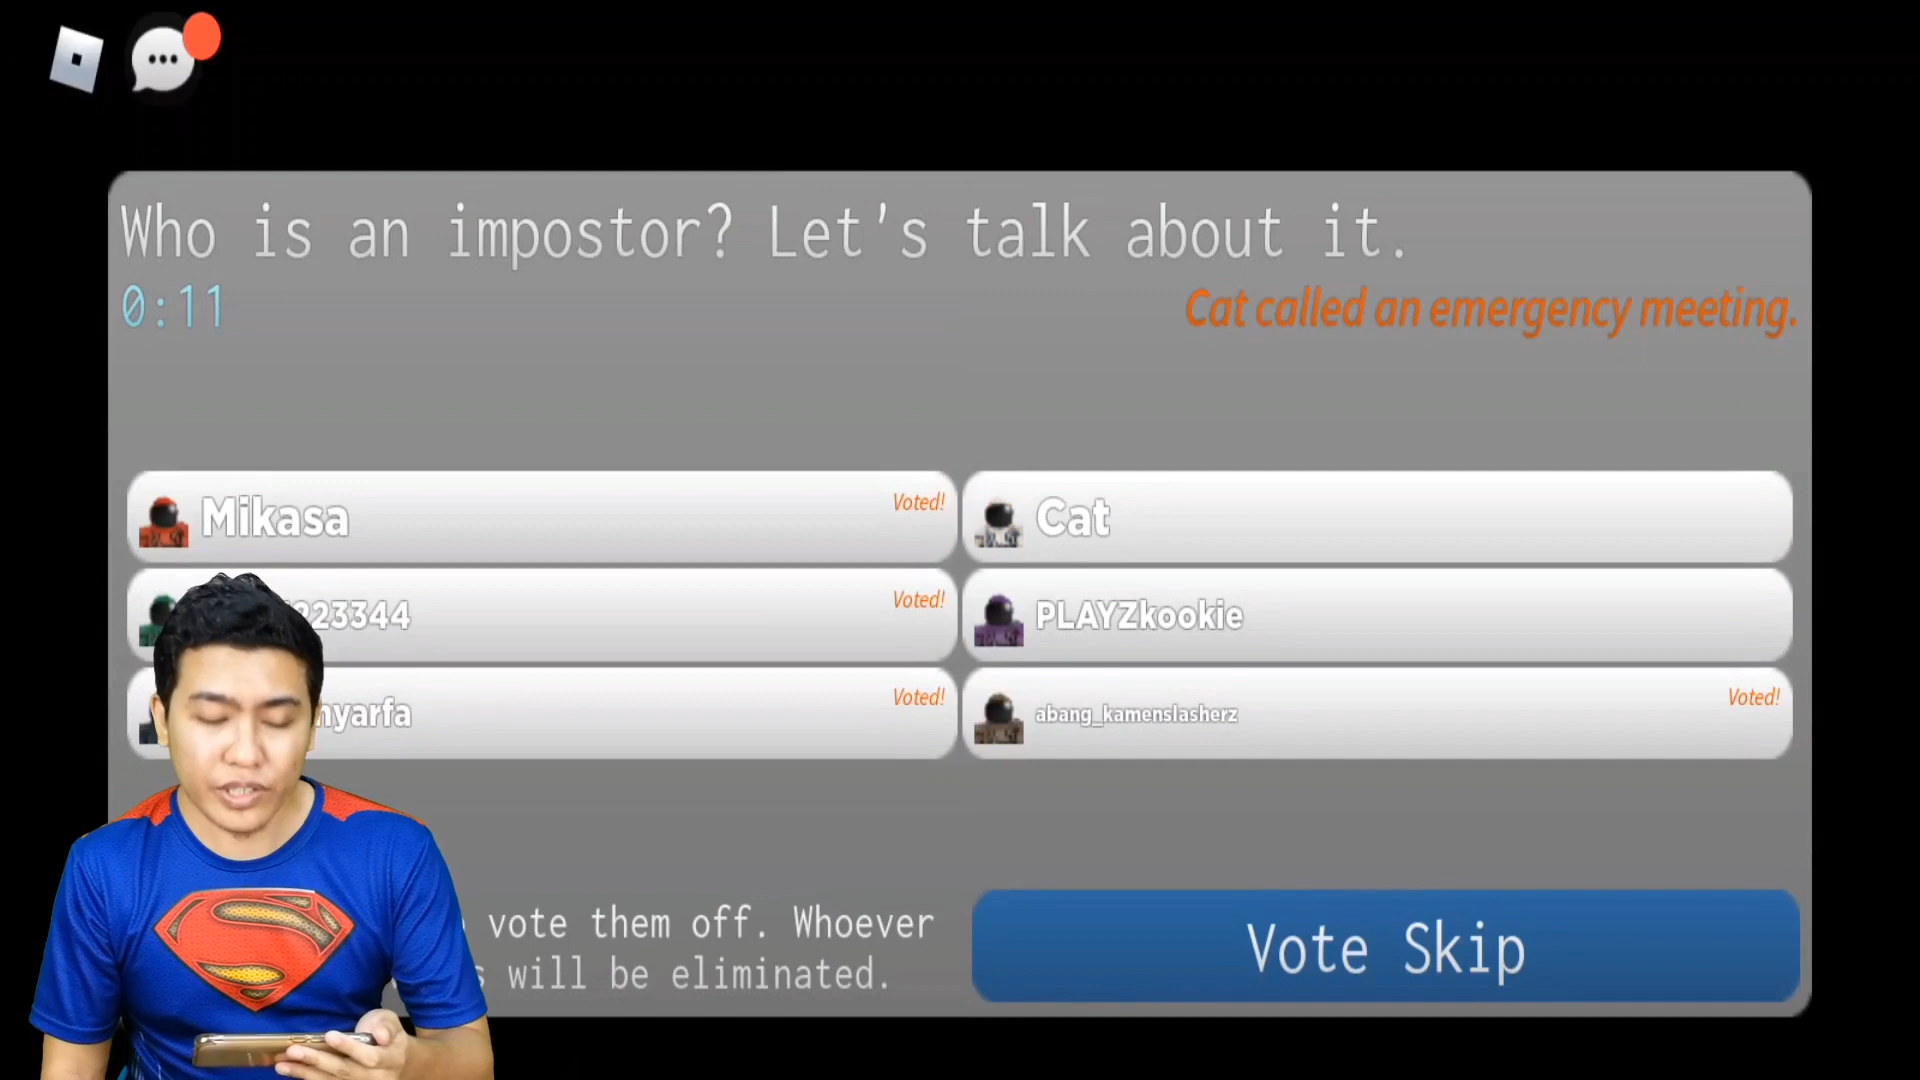 Who is an impostor? Let's talk about it.
0:11
Cat called an emergency meeting.
Mikasa
Voted!
Cat
223344
Voted!
PLAYZkookie
nyarfa
Voted!
abang_kamenslasherz
Voted!
vote them off. Whoever
will be eliminated.
Vote Skip